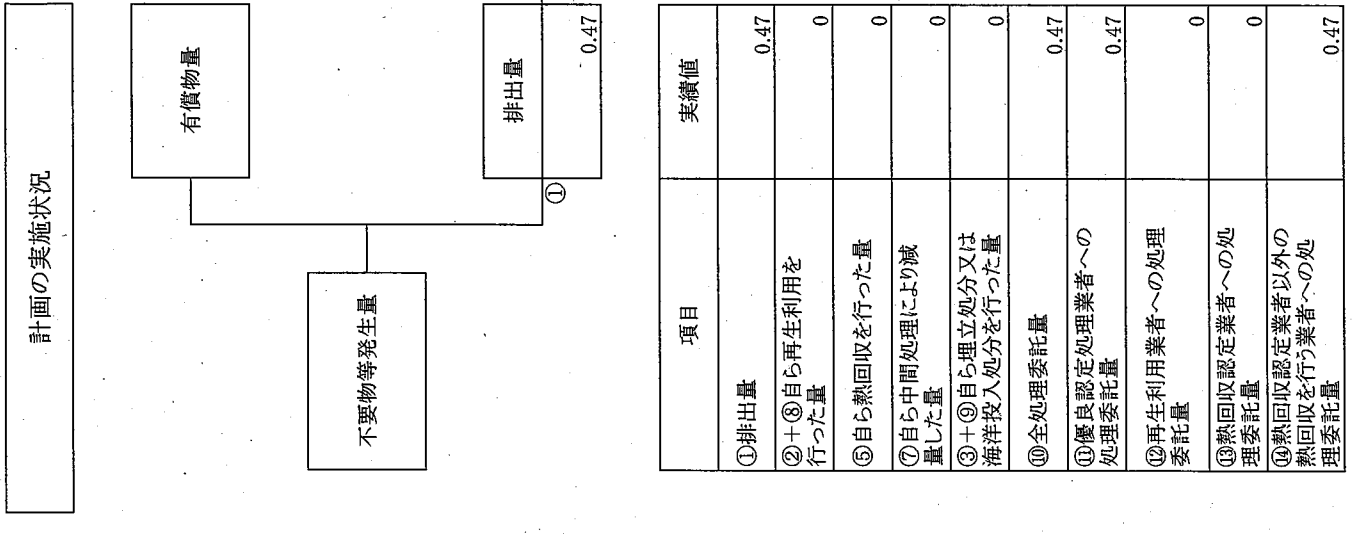 計画の実施状況
有償物量
不要物等発生量
①
排出量
0.47
項目
実績値
①排出量
0.47
②+⑧自ら再生利用を
行った量
0
⑤自ら熱回収を行った量
0
⑦自ら中間処理により減
量した量
0
③+⑨自ら埋立処分又は
海洋投入処分を行った量
0
⑩全処理委託量
0.47
⑪優良認定処理業者への
処理委託量
0.47
⑫再生利用業者への処理
委託量
0
⑬熱回収認定業者への処
理委託量
0
⑭熱回収認定業者以外の
熱回収を行う業者への処
理委託量
0.47